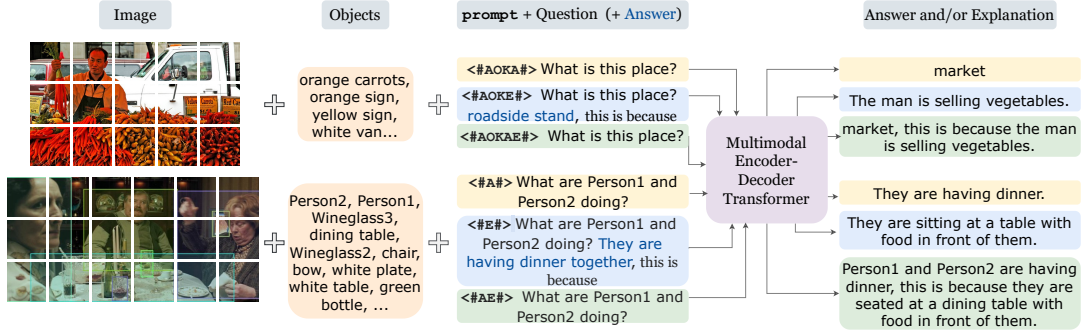 Image
Objects
prompt + Question (+ Answer)
Answer and/or Explanation
orange carrots,
orange sign,
yellow sign,
white van...
<#AOKA#> What is this place?
<#AOKE#> What is this place?
roadside stand, this is because
<#AOKAE#> What is this place?
Multimodal
Encoder-
Decoder
Transformer
market
The man is selling vegetables.
market, this is because the man
is selling vegetables.
Person2, Person1,
Wineglass3,
dining table,
Wineglass2, chair,
bow, white plate,
white table, green
bottle, ...
<#A#> What are Person1 and
Person2 doing?
<#E#> What are Person1 and
Person2 doing? They are
having dinner together, this is
because
<#AE#> What are Person1 and
Person2 doing?
They are having dinner.
They are sitting at a table with
food in front of them.
Person1 and Person2 are having
dinner, this is because they are
seated at a dining table with
food in front of them.